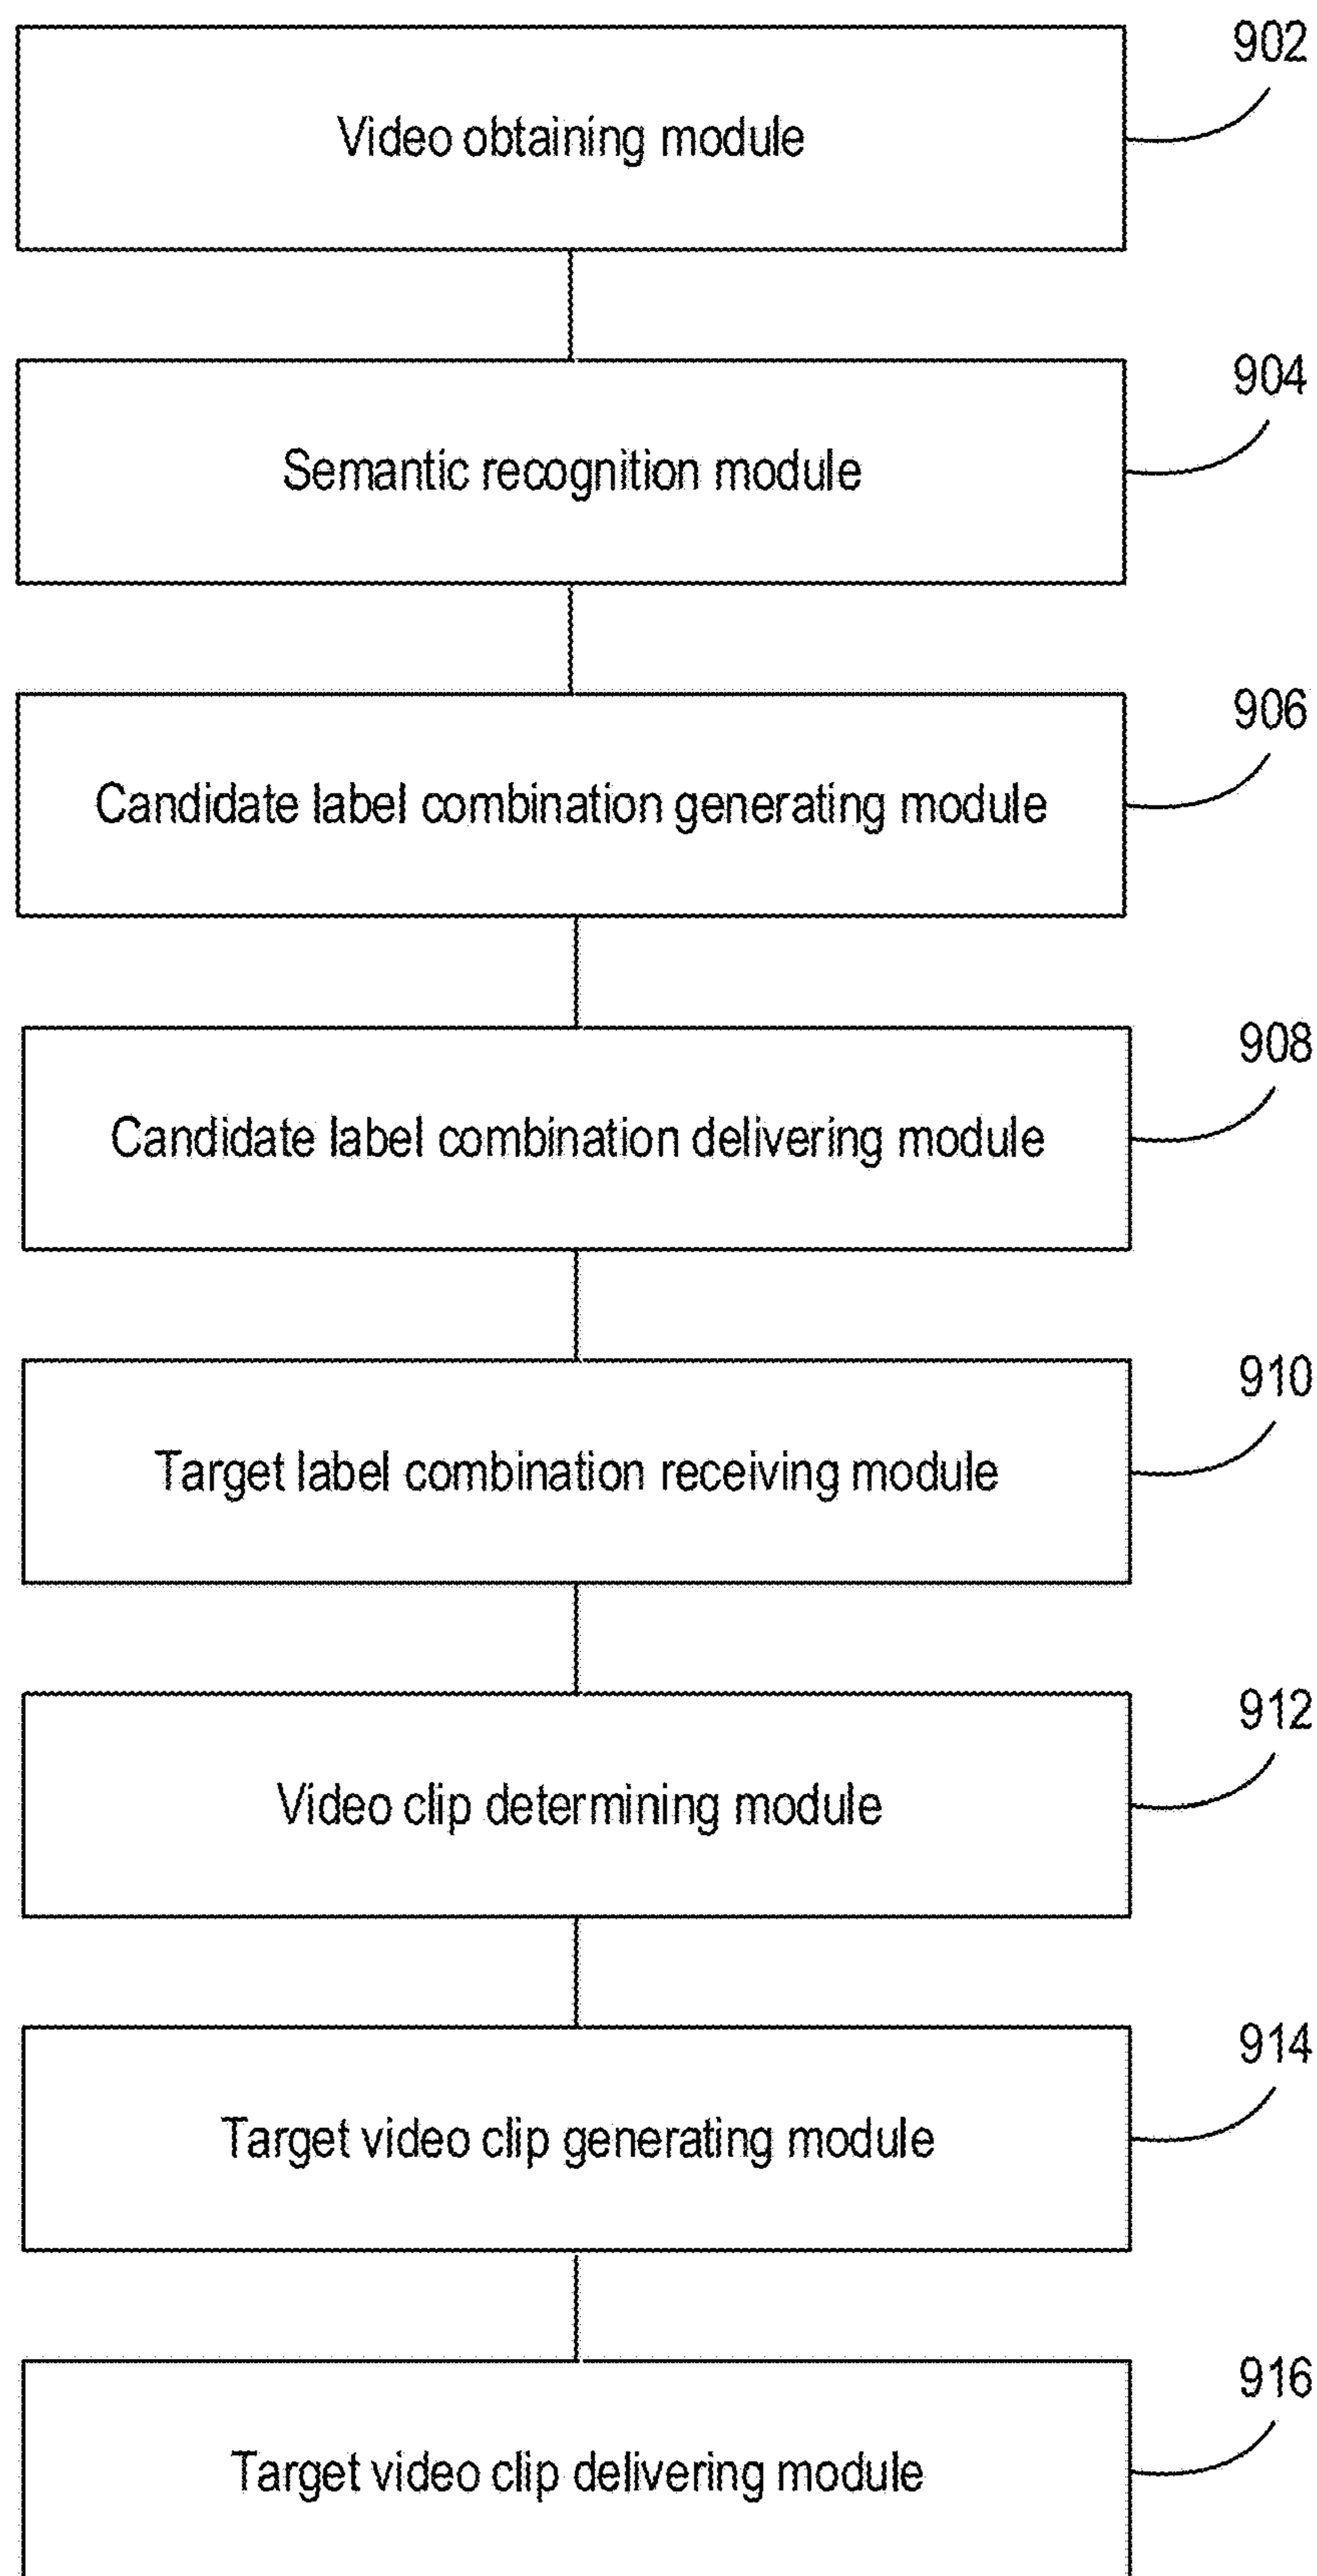 902
Video obtaining module
904
Semantic recognition module
906
Candidate label combination generating module
908
Candidate label combination delivering module
910
Target label combination receiving module
912
Video clip determining module
914
Target video clip generating module
916
Target video clip delivering module